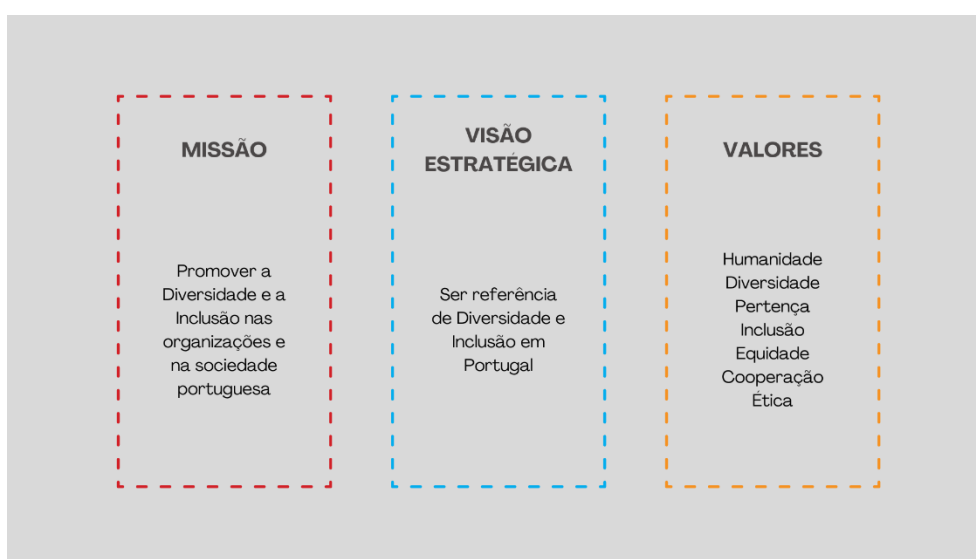 MISSÃO
Promover a
Diversidade e a
Inclusão nas
organizações e
na sociedade
portuguesa
VISÃO
ESTRATÉGICA
Ser referência
de Diversidade e
Inclusão em
Portugal
VALORES
Humanidade
Diversidade
Pertença
Inclusão
Equidade
Cooperação
Ética